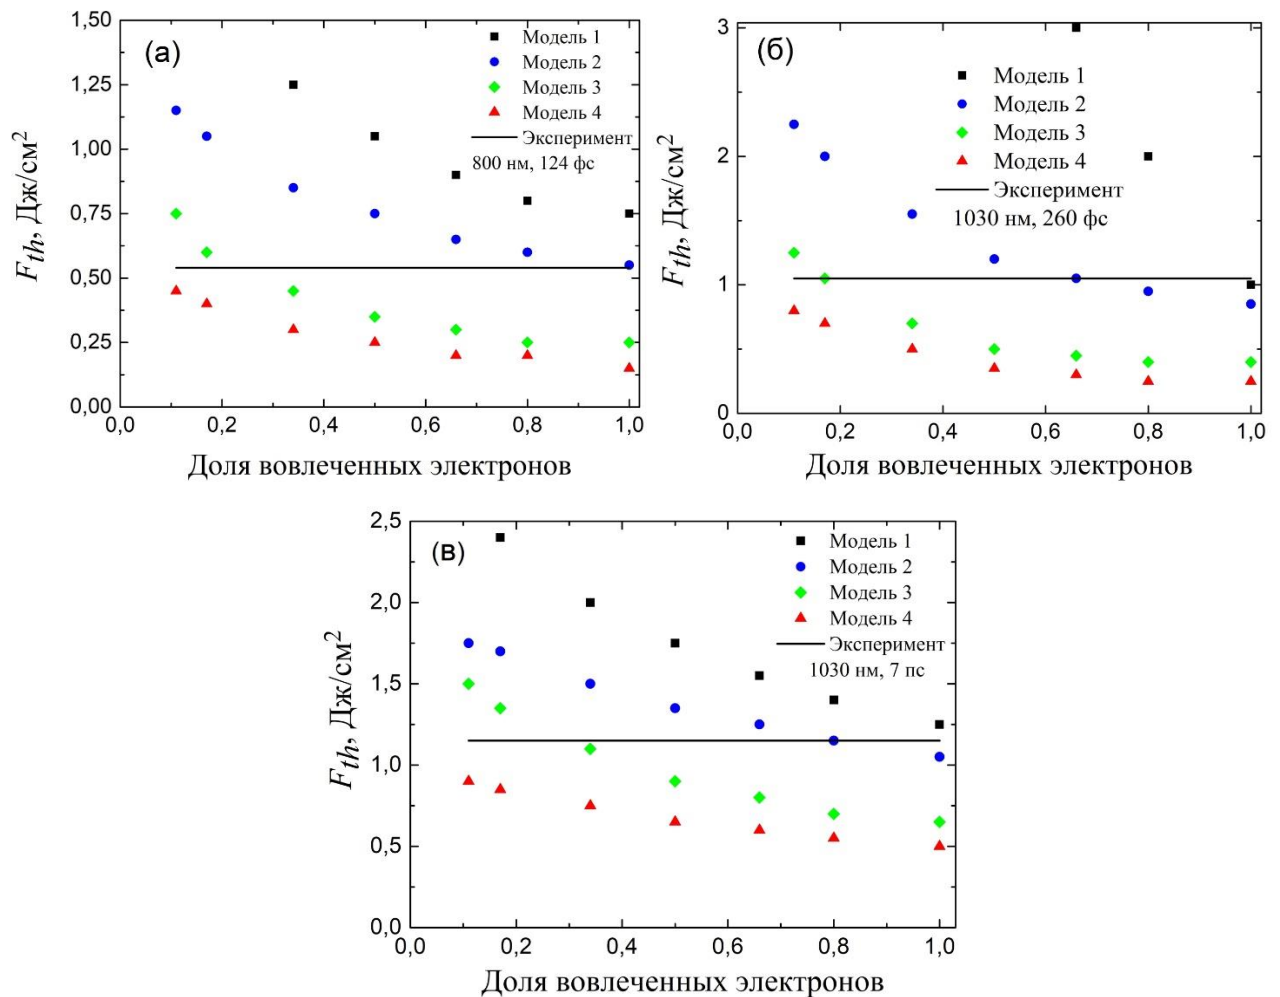 (а)
1,50
1,25
1,00
0,75
0,50
0,25
0,00
F_th, Дж/см²
Модель 1
Модель 2
Модель 3
Модель 4
Эксперимент
800 нм, 124 фс
0,0 0,2 0,4 0,6 0,8 1,0
Доля вовлеченных электронов
(б)
3
2
1
0
F_th, Дж/см²
Модель 1
Модель 2
Модель 3
Модель 4
Эксперимент
1030 нм, 260 фс
0,0 0,2 0,4 0,6 0,8 1,0
Доля вовлеченных электронов
(в)
2,5
2,0
1,5
1,0
0,5
0,0
F_th, Дж/см²
Модель 1
Модель 2
Модель 3
Модель 4
Эксперимент
1030 нм, 7 пс
0,0 0,2 0,4 0,6 0,8 1,0
Доля вовлеченных электронов